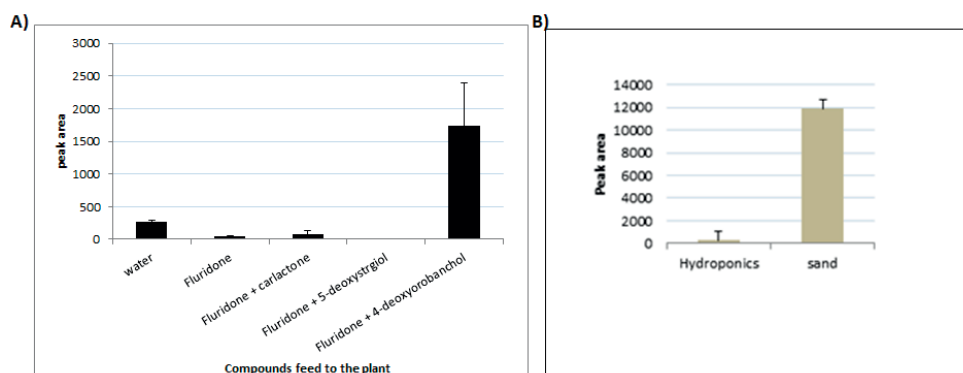 A)
3000
2500
2000
1500
1000
500
0
peak area
water
Fluridone
Fluridone + carlactone
Fluridone + 5-deoxystrgiol
Fluridone + 4-deoxyorobanchol
Compounds feed to the plant
B)
14000
12000
10000
8000
6000
4000
2000
0
Peak area
Hydroponics
sand